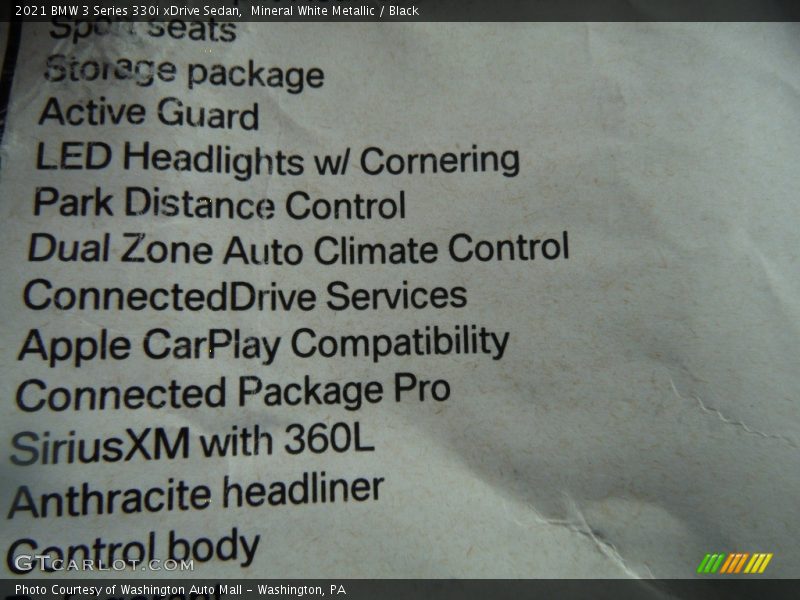 2021 BMW 3 Series 330i xDrive Sedan, Mineral White Metallic / Black
Sport seats
Storage package
Active Guard
LED Headlights w/ Cornering
Park Distance Control
Dual Zone Auto Climate Control
ConnectedDrive Services
Apple CarPlay Compatibility
Connected Package Pro
SiriusXM with 360L
Anthracite headliner
Control body
GTCARLOT.COM
Photo Courtesy of Washington Auto Mall - Washington, PA